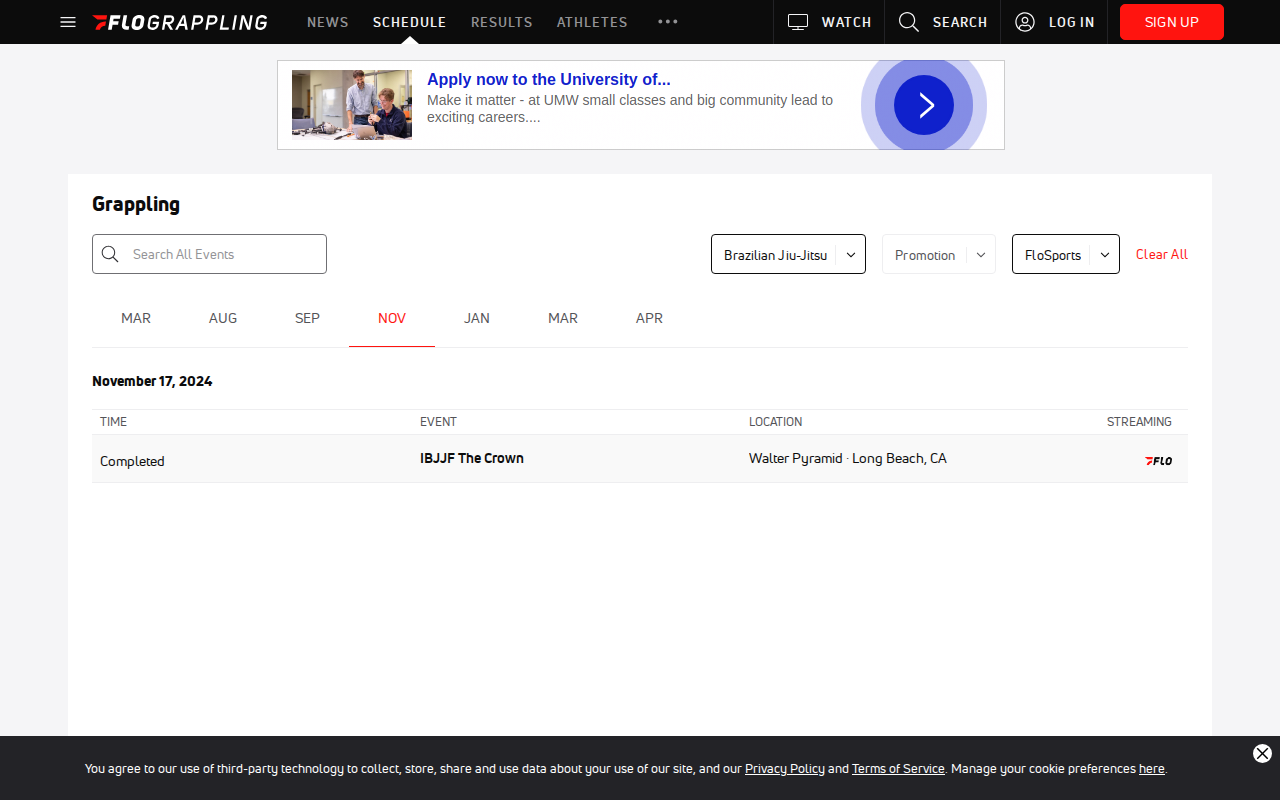 FLOGRAPPLING
NEWS
SCHEDULE
RESULTS
ATHLETES
WATCH
SEARCH
LOG IN
SIGN UP
Apply now to the University of...
Make it matter - at UMW small classes and big community lead to
exciting careers....
Grappling
Search All Events
Brazilian Jiu-Jitsu
Promotion
FloSports
Clear All
MAR
AUG
SEP
NOV
JAN
MAR
APR
November 17, 2024
TIME
EVENT
LOCATION
STREAMING
Completed
IBJJF The Crown
Walter Pyramid · Long Beach, CA
FLO
You agree to our use of third-party technology to collect, store, share and use data about your use of our site, and our Privacy Policy and Terms of Service. Manage your cookie preferences here.